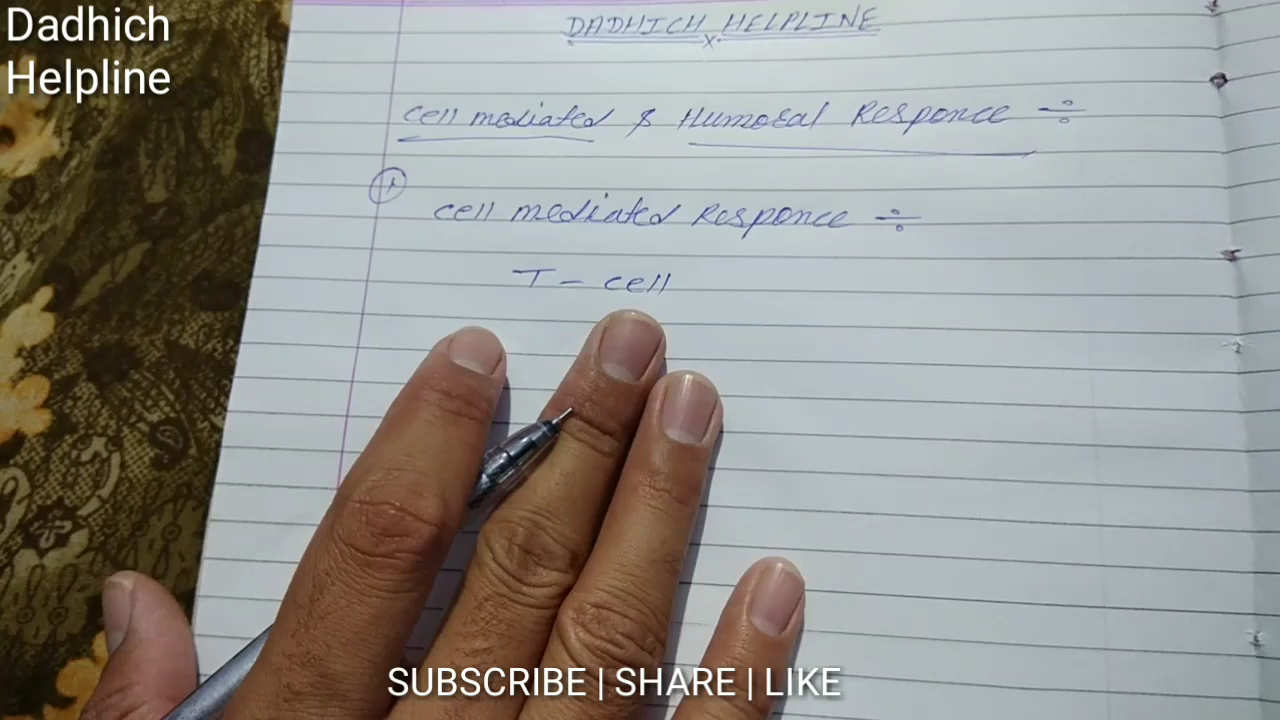 Dadhich
Helpline
DADHICH HELPLINE
x
cell mediated & Humoral Responce ÷
1
cell mediated Responce ÷
T - cell
SUBSCRIBE | SHARE | LIKE